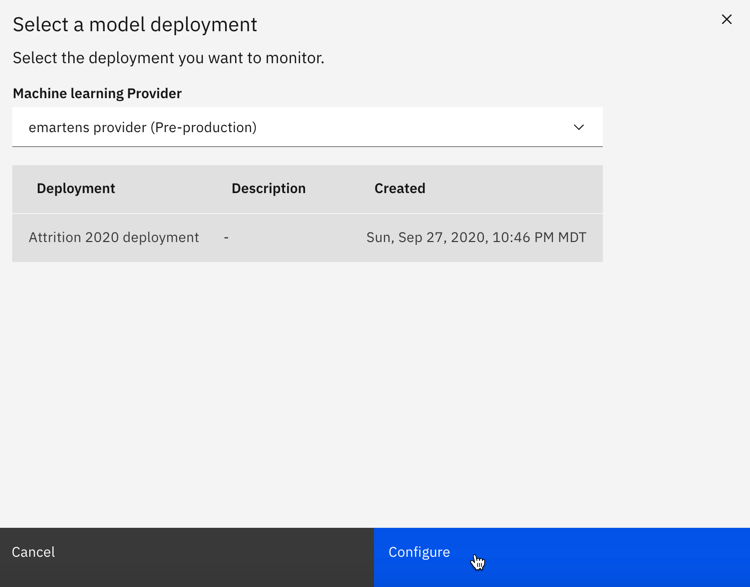 Select a model deployment
Select the deployment you want to monitor.
Machine learning Provider
emartens provider (Pre-production)
Deployment Description Created
Attrition 2020 deployment - Sun, Sep 27, 2020, 10:46 PM MDT
Cancel Configure